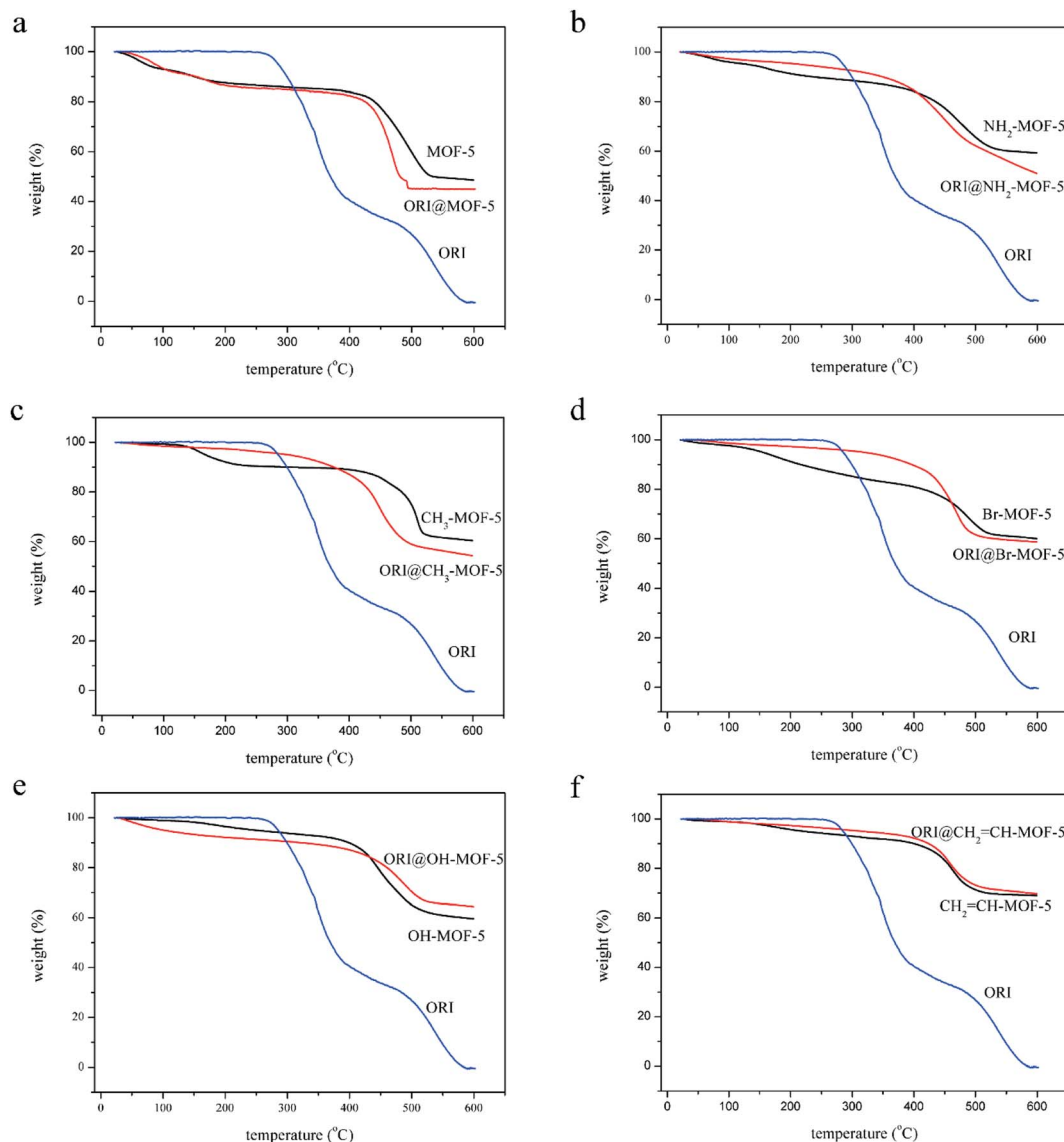 a
100
80
60
40
20
0
weight (%)
0 100 200 300 400 500 600
temperature (°C)
MOF-5
ORI@MOF-5
ORI
b
100
80
60
40
20
0
weight (%)
0 100 200 300 400 500 600
temperature (°C)
NH₂-MOF-5
ORI@NH₂-MOF-5
ORI
c
100
80
60
40
20
0
weight (%)
0 100 200 300 400 500 600
temperature (°C)
CH₃-MOF-5
ORI@CH₃-MOF-5
ORI
d
100
80
60
40
20
0
weight (%)
0 100 200 300 400 500 600
temperature (°C)
Br-MOF-5
ORI@Br-MOF-5
ORI
e
100
80
60
40
20
0
weight (%)
0 100 200 300 400 500 600
temperature (°C)
ORI@OH-MOF-5
OH-MOF-5
ORI
f
100
80
60
40
20
0
weight (%)
0 100 200 300 400 500 600
temperature (°C)
ORI@CH₂=CH-MOF-5
CH₂=CH-MOF-5
ORI